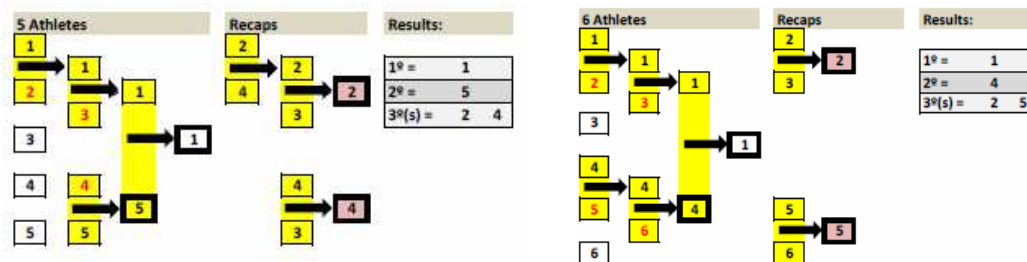 5 Athletes Recaps Results:
1 2
1 2 1º = 1
2 1 4 2 2º = 5
3 3 3º(s) = 2 4
3 1
4 4 4
5 4
5 5 3
6 Athletes Recaps Results:
1 2
1 2 1º = 1
2 1 3 2º = 4
3 3º(s) = 2 5
3
1
4
4
5 4 5
6 5
6 6